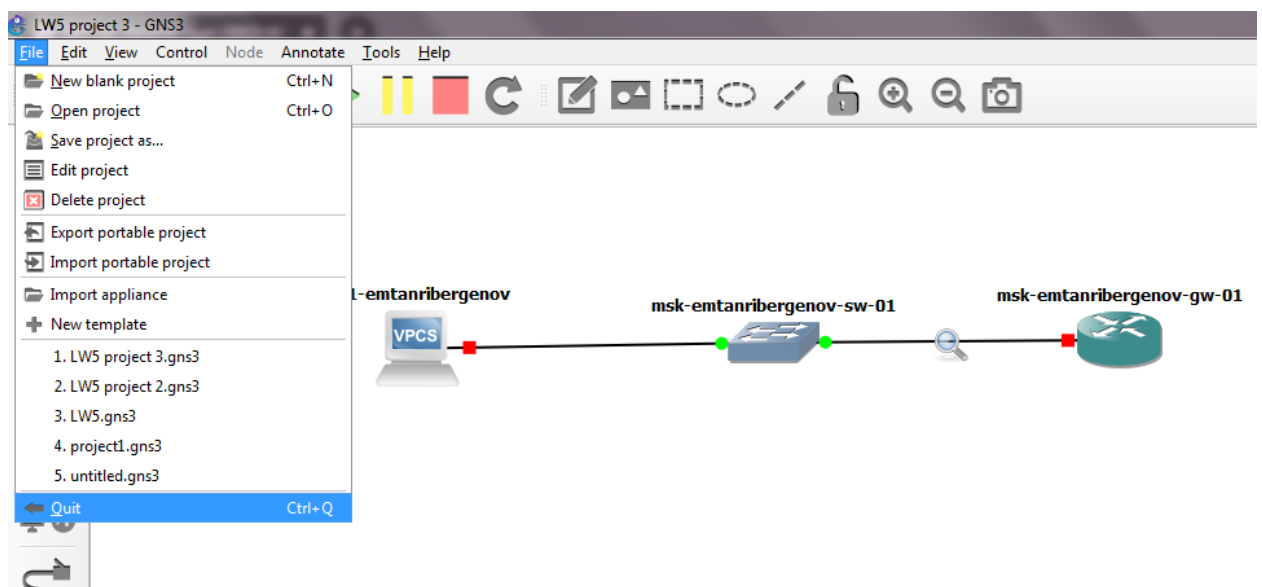 LW5 project 3 - GNS3
File Edit View Control Node Annotate Tools Help
New blank project Ctrl+N
Open project Ctrl+O
Save project as...
Edit project
Delete project
Export portable project
Import portable project
Import appliance
New template
1. LW5 project 3.gns3
2. LW5 project 2.gns3
3. LW5.gns3
4. project1.gns3
5. untitled.gns3
Quit Ctrl+Q
1-emtanribergenov
VPCS
msk-emtanribergenov-sw-01
msk-emtanribergenov-gw-01